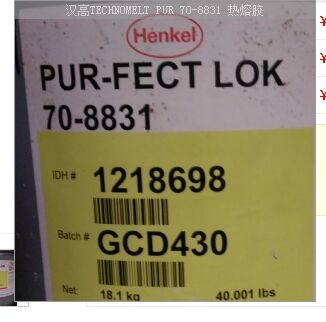 汉高TECHNOMELT PUR 70-8831 热熔胶
Henkel
PUR-FECT LOK
70-8831
IDH # 1218698
Batch # GCD430
Net: 18.1 kg 40.001 lbs
¥
¥
¥